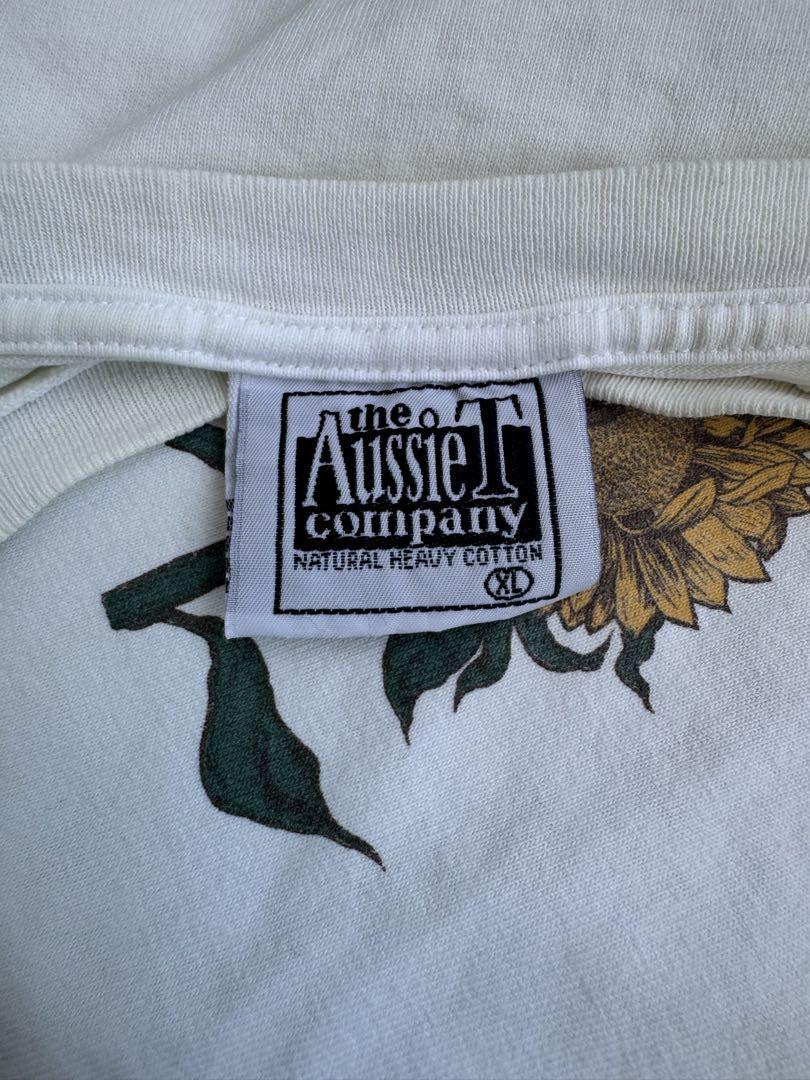 the
Aussie T
company
NATURAL HEAVY COTTON
XL